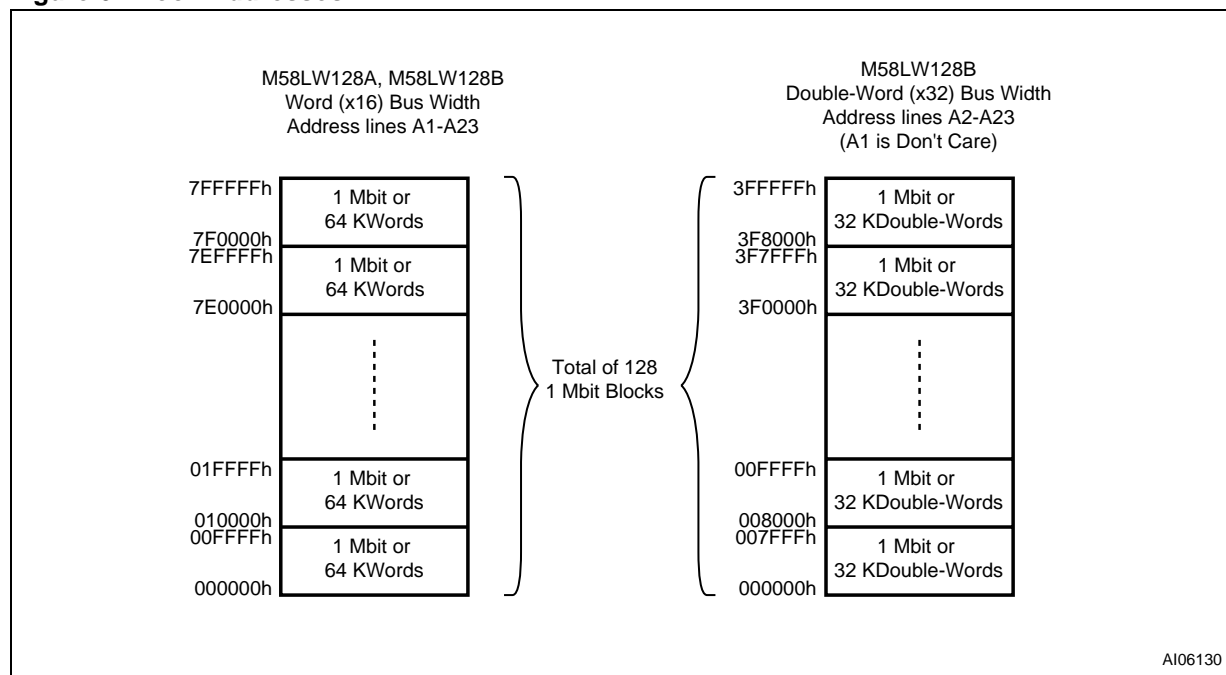 M58LW128A, M58LW128B
Word (x16) Bus Width
Address lines A1-A23
7FFFFFh
1 Mbit or
64 KWords
7F0000h
7EFFFFh
1 Mbit or
64 KWords
7E0000h
01FFFFh
1 Mbit or
64 KWords
010000h
00FFFFh
1 Mbit or
64 KWords
000000h
Total of 128
1 Mbit Blocks
M58LW128B
Double-Word (x32) Bus Width
Address lines A2-A23
(A1 is Don't Care)
3FFFFFh
1 Mbit or
32 KDouble-Words
3F8000h
3F7FFFh
1 Mbit or
32 KDouble-Words
3F0000h
00FFFFh
1 Mbit or
32 KDouble-Words
008000h
007FFFh
1 Mbit or
32 KDouble-Words
000000h
AI06130